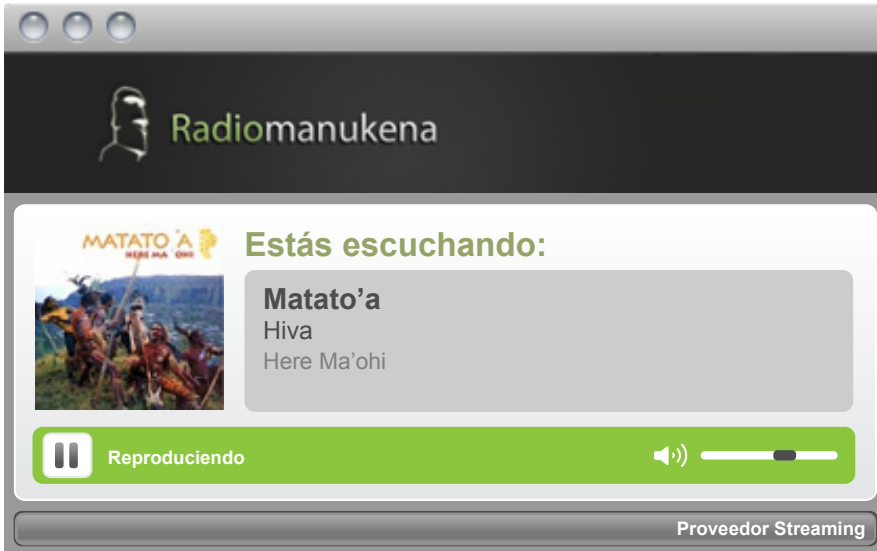 Radiomanukena
MATATO 'A
HERE MA 'OHI
Estás escuchando:
Matato’a
Hiva
Here Ma’ohi
Reproduciendo
Proveedor Streaming